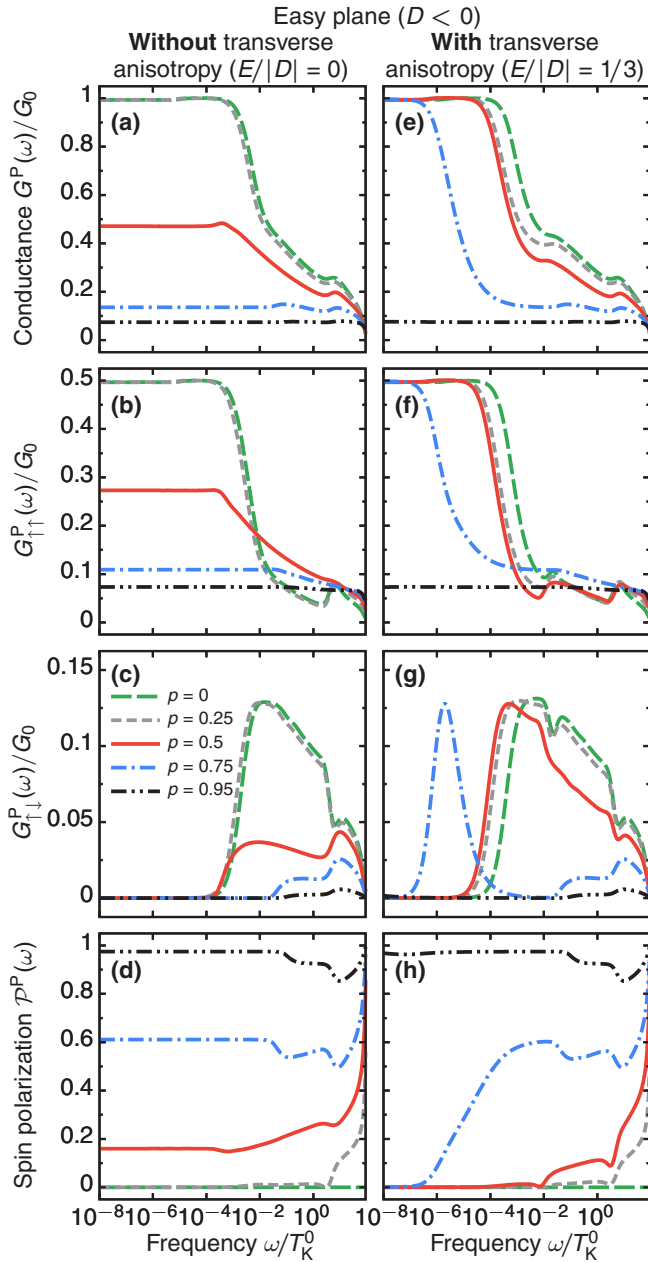 Easy plane (D < 0)
Without transverse anisotropy (E/|D| = 0)
With transverse anisotropy (E/|D| = 1/3)
Conductance G^P(ω)/G_0
1
0.8
0.6
0.4
0.2
0
(a)
(e)
G^P_↑↑(ω)/G_0
0.5
0.4
0.3
0.2
0.1
0
(b)
(f)
G^P_↑↓(ω)/G_0
0.15
0.1
0.05
0
(c)
p = 0
p = 0.25
p = 0.5
p = 0.75
p = 0.95
(g)
Spin polarization 𝒫^P(ω)
1
0.8
0.6
0.4
0.2
0
(d)
(h)
10^−8 10^−6 10^−4 10^−2 10^0 10^−8 10^−6 10^−4 10^−2 10^0 10
Frequency ω/T_K^0
Frequency ω/T_K^0